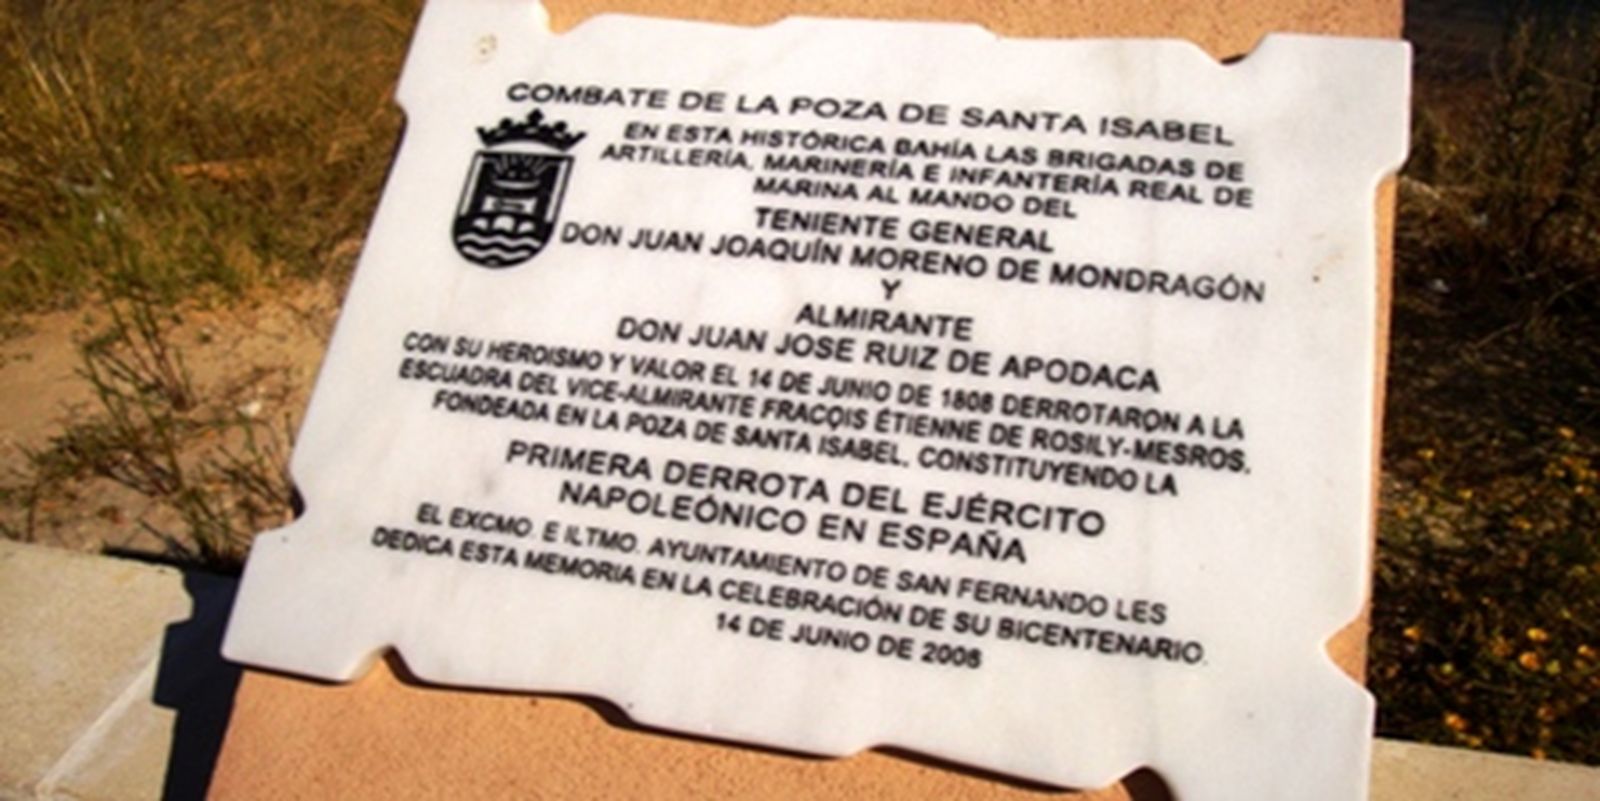 COMBATE DE LA POZA DE SANTA ISABEL
EN ESTA HISTÓRICA BAHÍA LAS BRIGADAS DE
ARTILLERÍA, MARINERÍA E INFANTERÍA REAL DE
MARINA AL MANDO DEL
TENIENTE GENERAL
DON JUAN JOAQUÍN MORENO DE MONDRAGÓN
Y
ALMIRANTE
DON JUAN JOSE RUIZ DE APODACA
CON SU HEROISMO Y VALOR EL 14 DE JUNIO DE 1808 DERROTARON A LA
ESCUADRA DEL VICE-ALMIRANTE FRACÇIS ÉTIENNE DE ROSILY-MESROS,
FONDEADA EN LA POZA DE SANTA ISABEL, CONSTITUYENDO LA
PRIMERA DERROTA DEL EJÉRCITO
NAPOLEÓNICO EN ESPAÑA
EL EXCMO. E ILTMO. AYUNTAMIENTO DE SAN FERNANDO LES
DEDICA ESTA MEMORIA EN LA CELEBRACIÓN DE SU BICENTENARIO.
14 DE JUNIO DE 2008